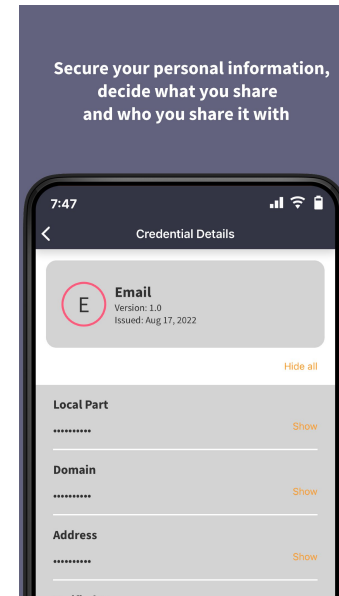 Secure your personal information,
decide what you share
and who you share it with
7:47
Credential Details
E
Email
Version: 1.0
Issued: Aug 17, 2022
Hide all
Local Part
••••••••••
Show
Domain
••••••••••
Show
Address
••••••••••
Show